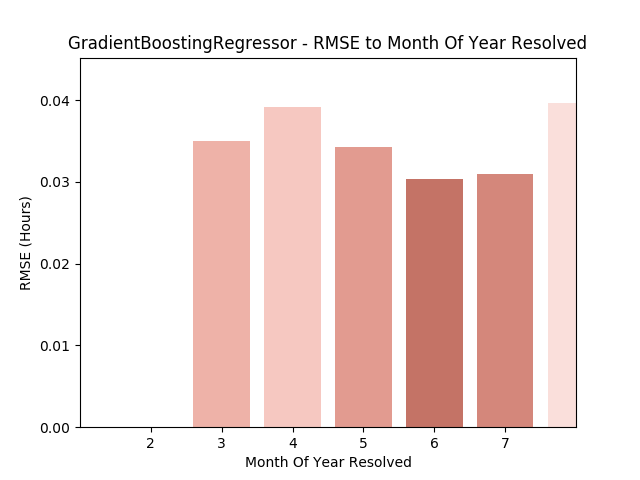 GradientBoostingRegressor - RMSE to Month Of Year Resolved
0.04
0.03
0.02
0.01
0.00
RMSE (Hours)
2 3 4 5 6 7
Month Of Year Resolved